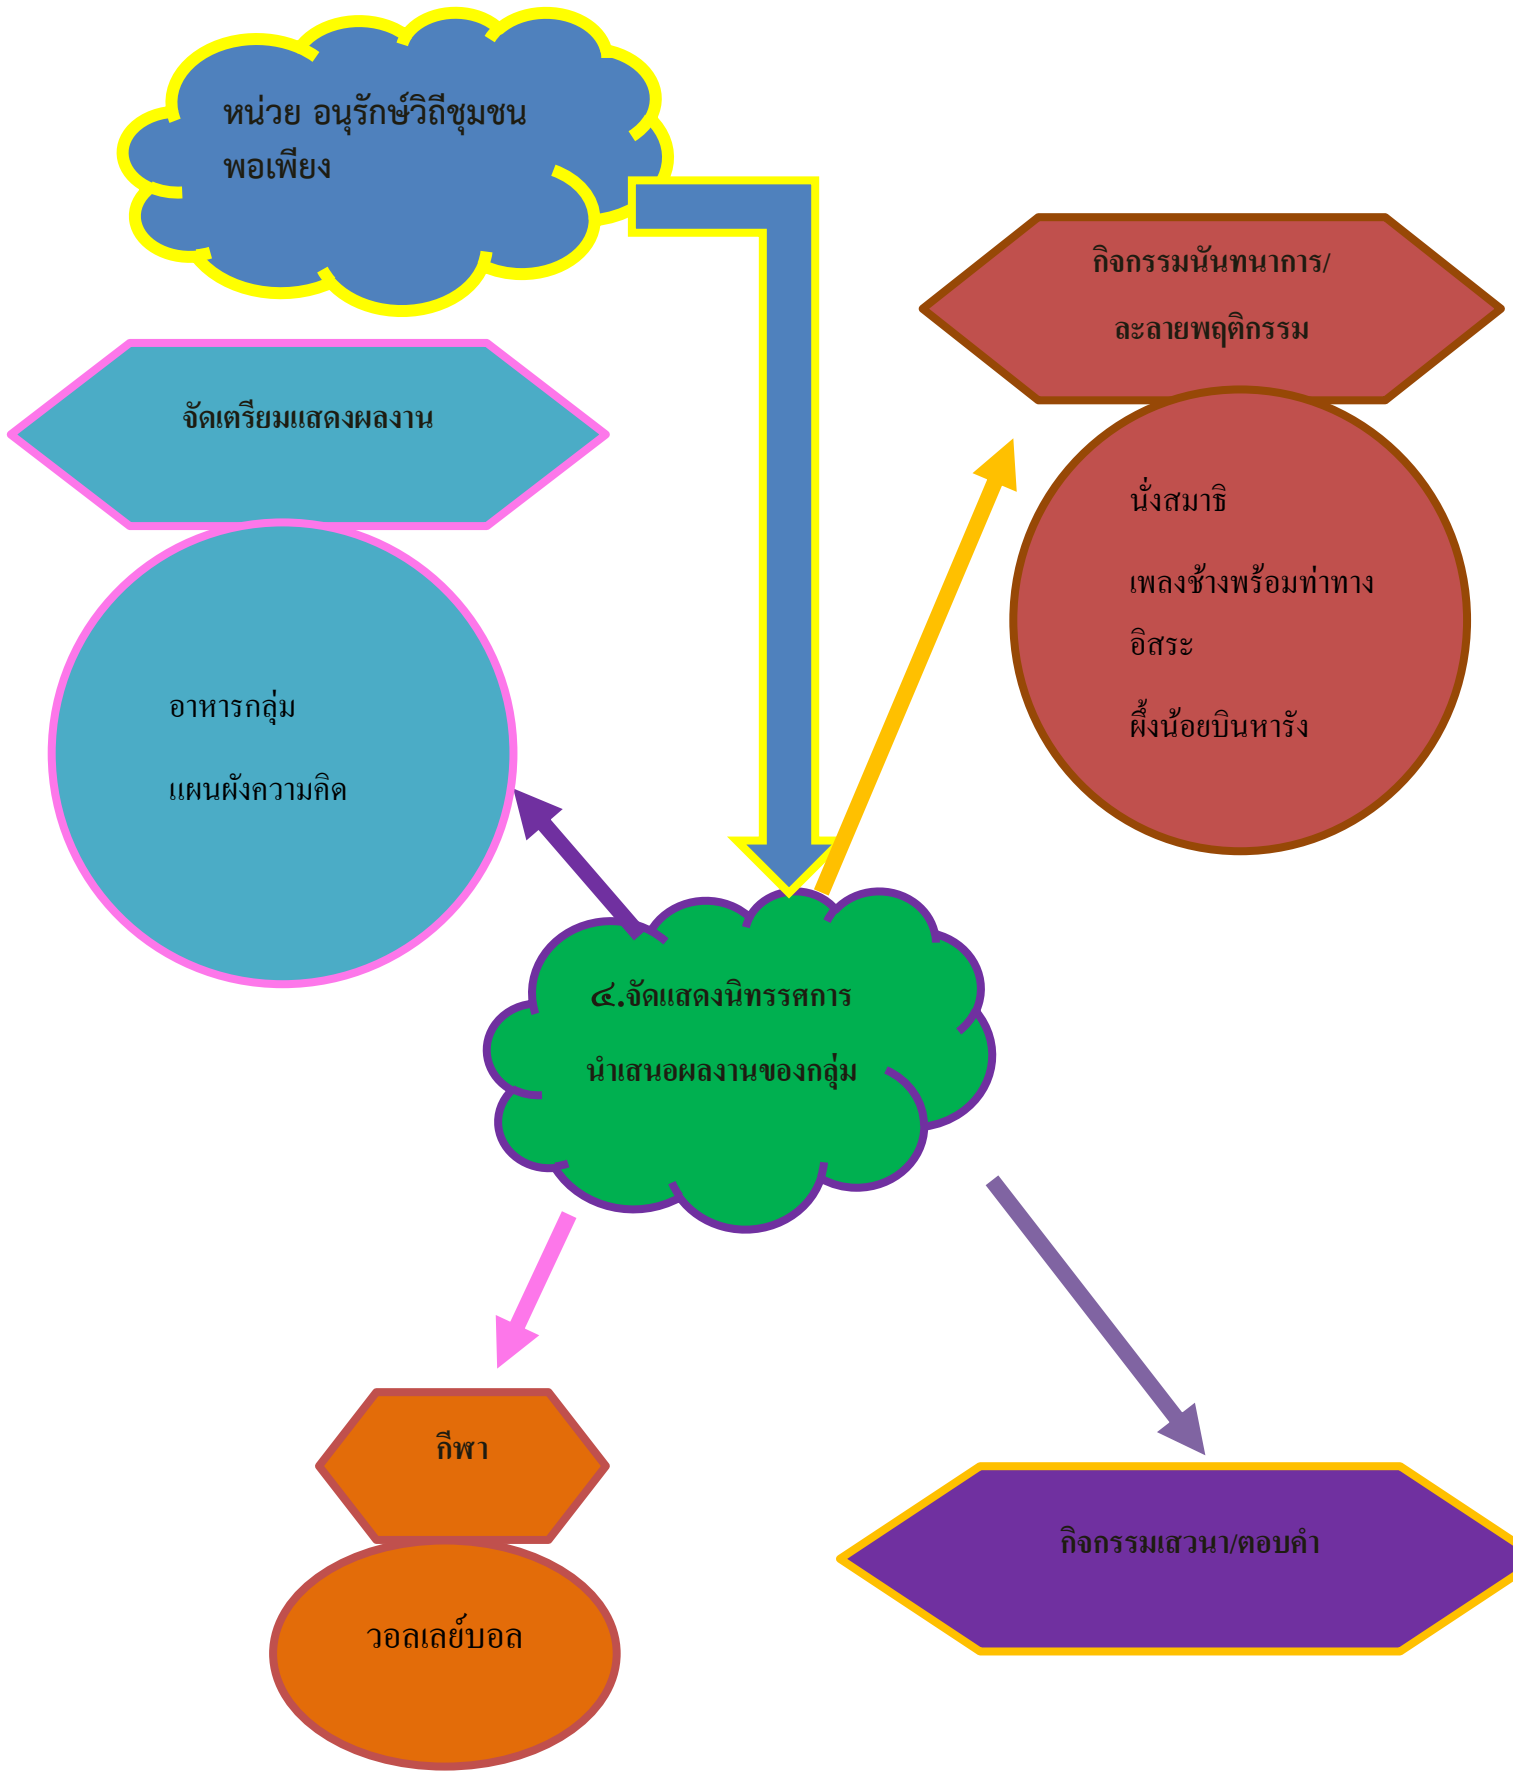 หน่วย อนุรักษ์วิถีชุมชน
พอเพียง
กิจกรรมนันทนาการ/
ละลายพฤติกรรม
จัดเตรียมแสดงผลงาน
นั่งสมาธิ
เพลงช้างพร้อมท่าทาง
อิสระ
ผึ้งน้อยบินหารัง
อาหารกลุ่ม
แผนผังความคิด
๔.จัดแสดงนิทรรศการ
นำเสนอผลงานของกลุ่ม
กีฬา
วอลเลย์บอล
กิจกรรมเสวนา/ตอบคำ